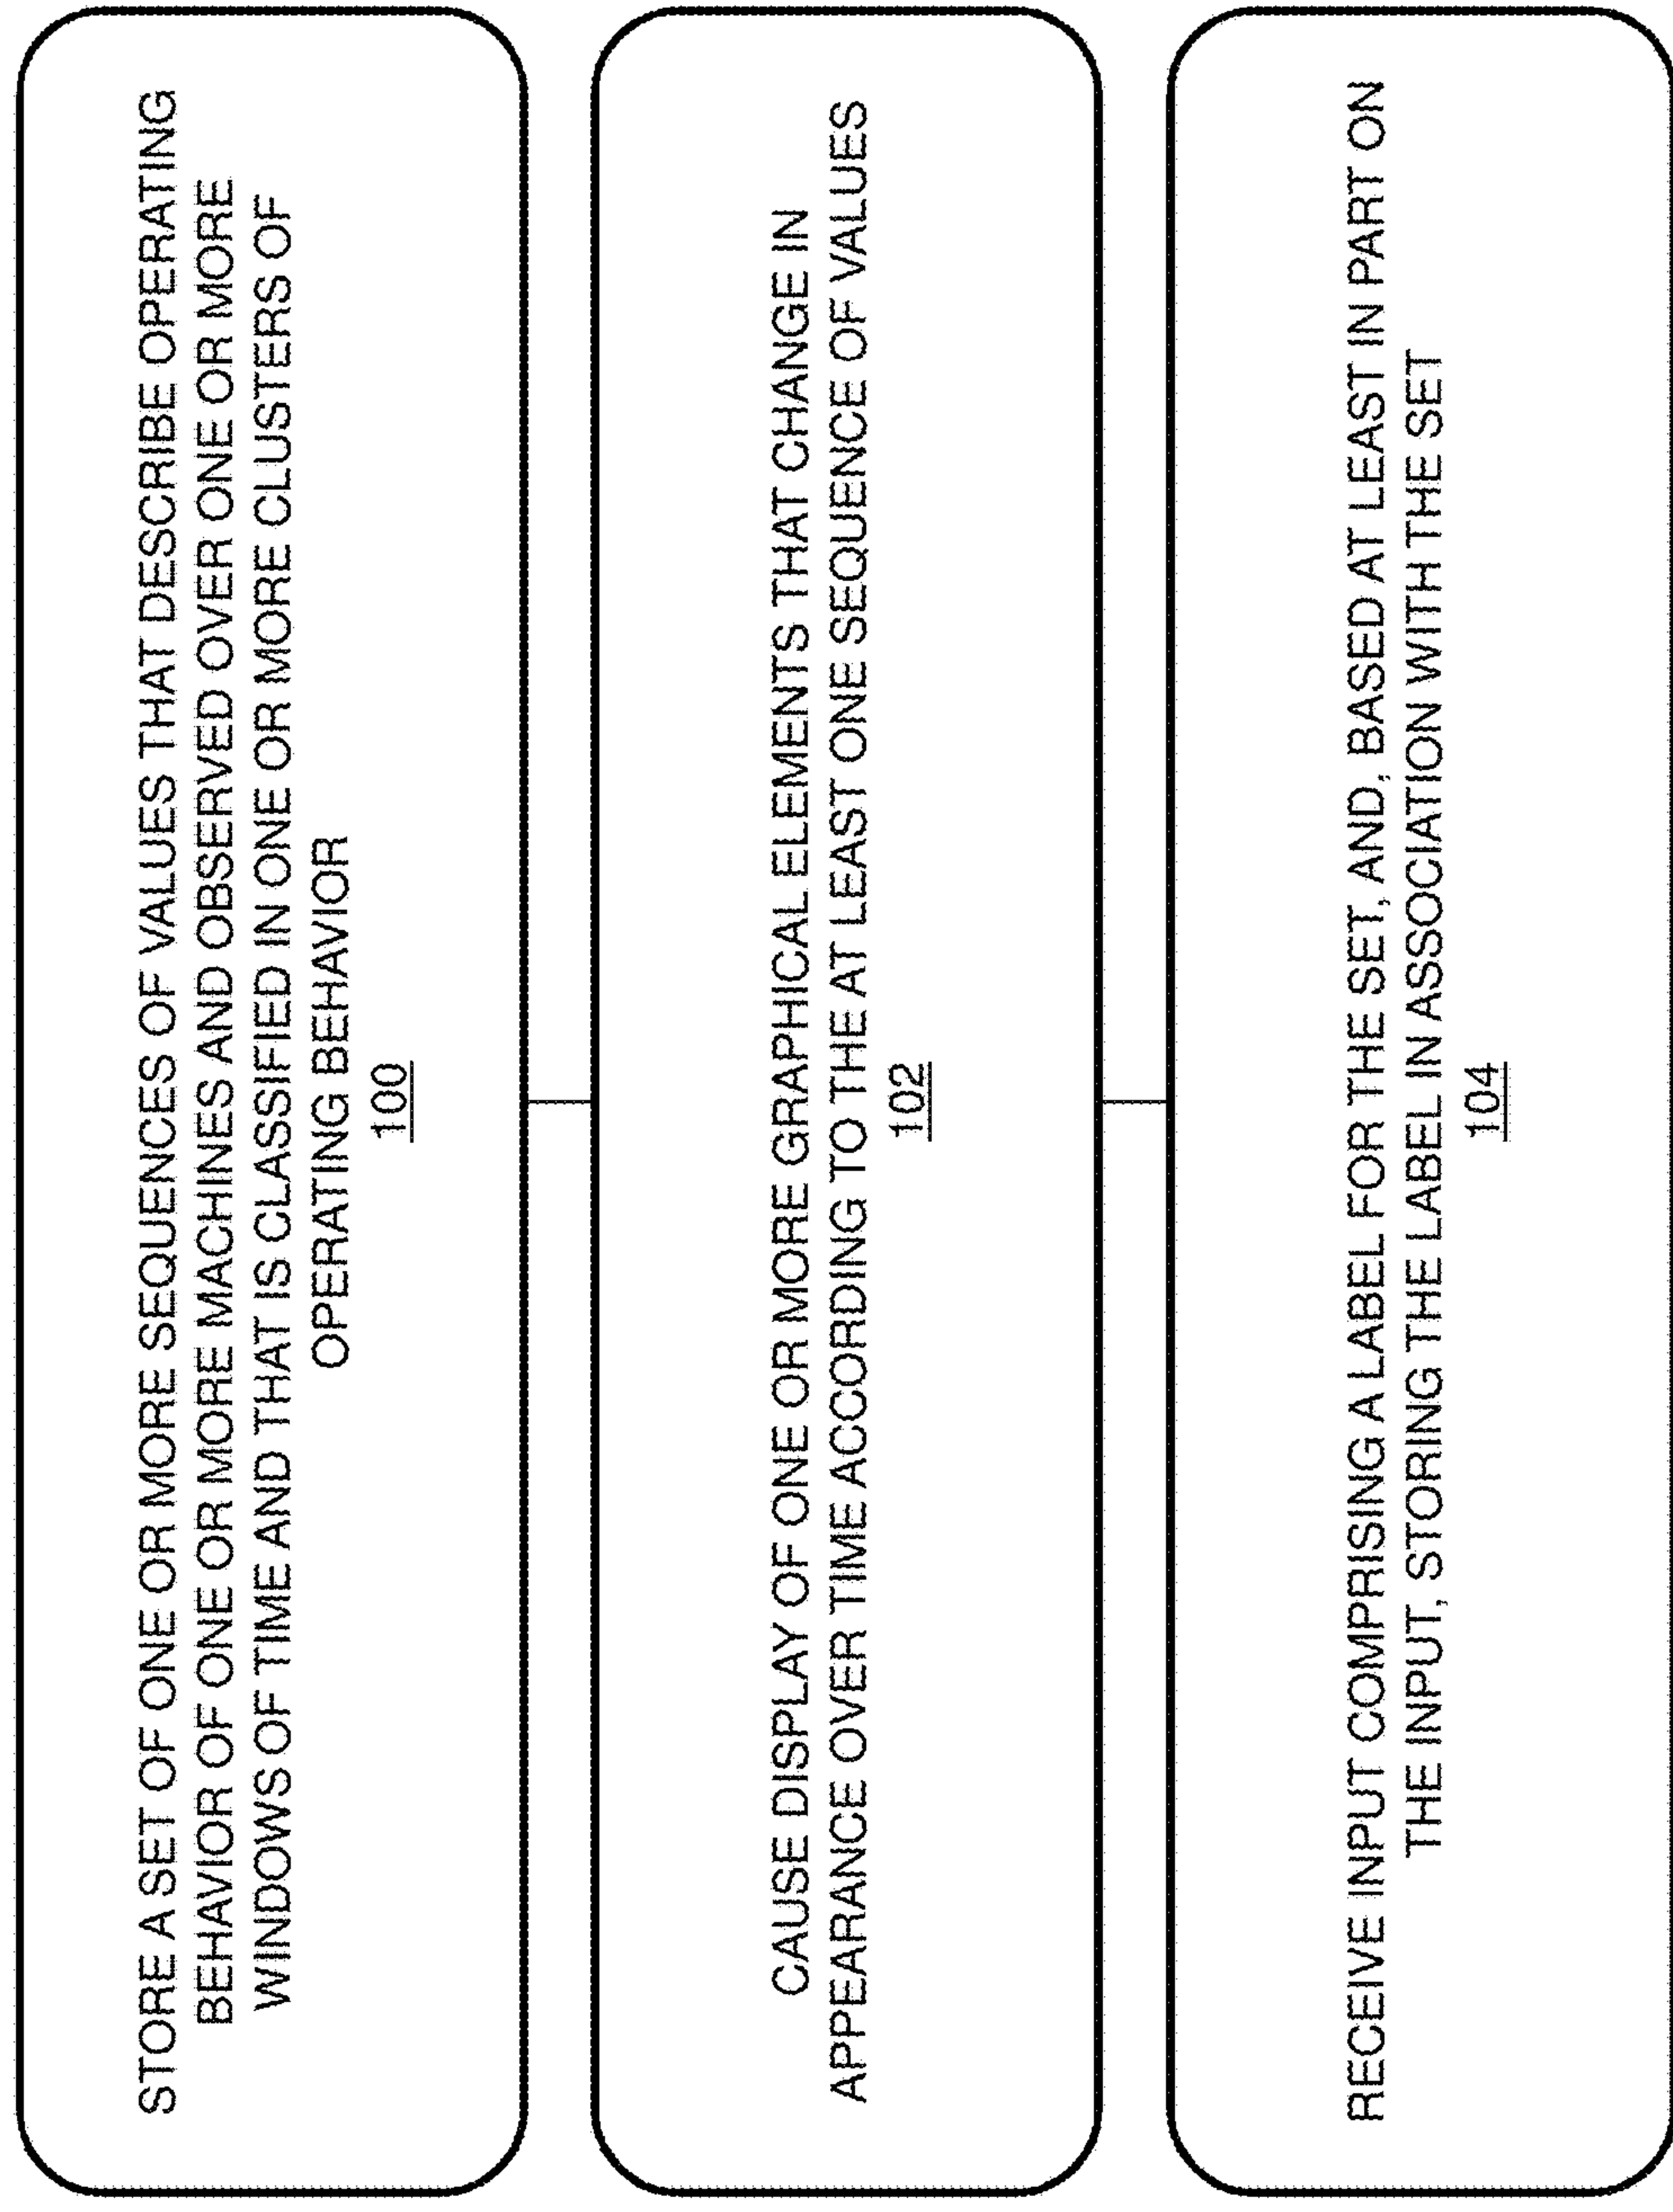 STORE A SET OF ONE OR MORE SEQUENCES OF VALUES THAT DESCRIBE OPERATING
BEHAVIOR OF ONE OR MORE MACHINES AND OBSERVED OVER ONE OR MORE
WINDOWS OF TIME AND THAT IS CLASSIFIED IN ONE OR MORE CLUSTERS OF
OPERATING BEHAVIOR
100
CAUSE DISPLAY OF ONE OR MORE GRAPHICAL ELEMENTS THAT CHANGE IN
APPEARANCE OVER TIME ACCORDING TO THE AT LEAST ONE SEQUENCE OF VALUES
102
RECEIVE INPUT COMPRISING A LABEL FOR THE SET, AND, BASED AT LEAST IN PART ON
THE INPUT, STORING THE LABEL IN ASSOCIATION WITH THE SET
104